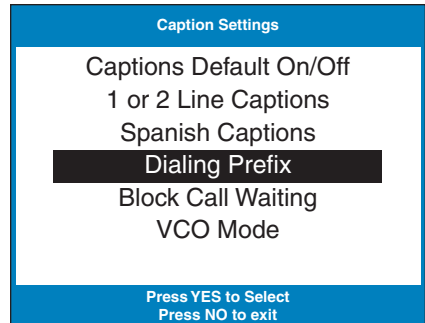 Caption Settings
Captions Default On/Off
1 or 2 Line Captions
Spanish Captions
Dialing Prefix
Block Call Waiting
VCO Mode
Press YES to Select
Press NO to exit